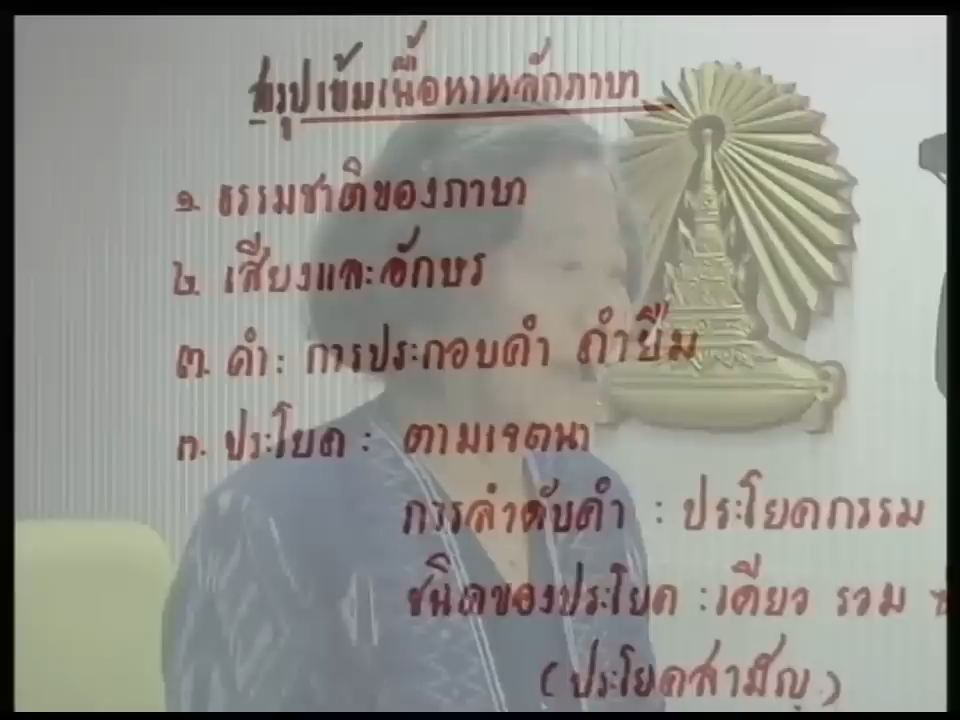 สรุปเข้มเนื้อหาหลักภาษา
๑. ธรรมชาติของภาษา
๒. เสียงและอักษร
๓. คำ : การประกอบคำ คำยืม
๓. ประโยค : ตามเจตนา
การลำดับคำ : ประโยคกรรม
ชนิดของประโยค : เดียว รวม
(ประโยคสามัญ)